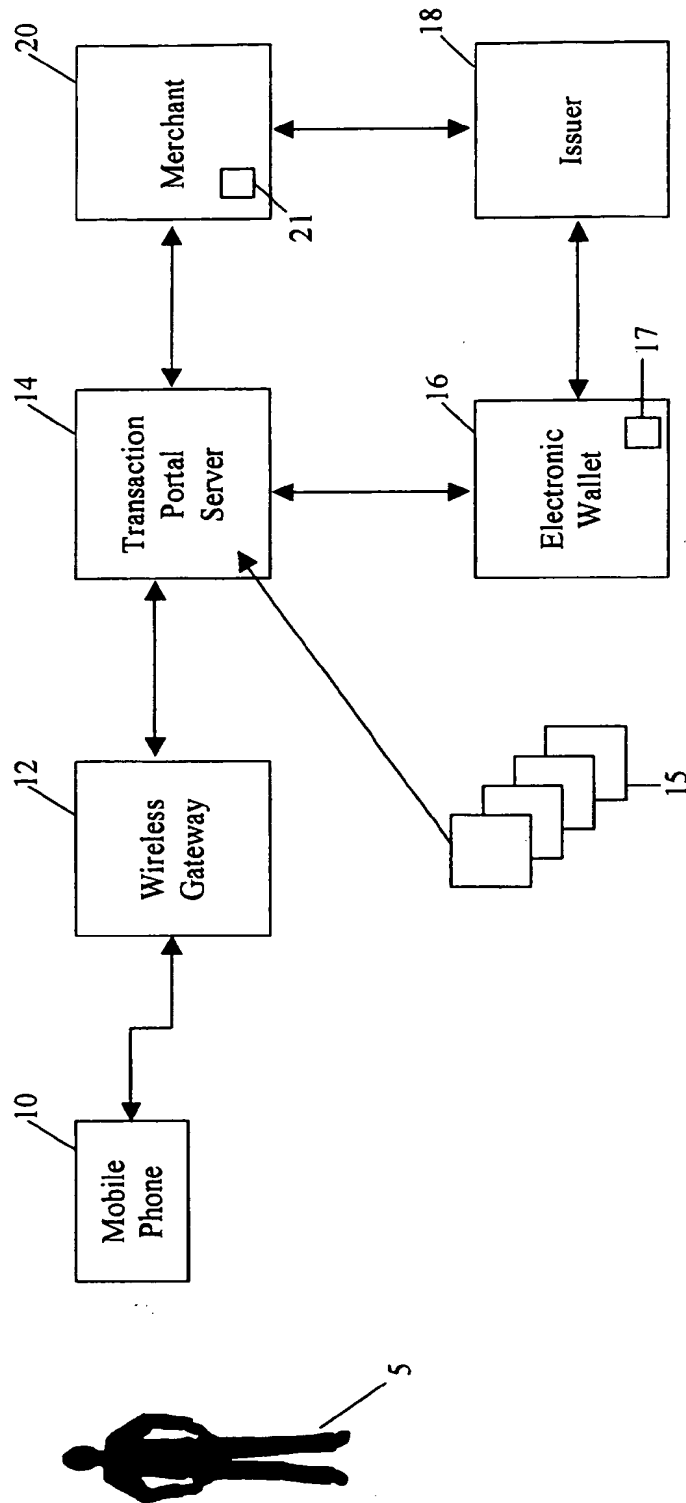 5
10
Mobile
Phone
12
Wireless
Gateway
14
Transaction
Portal
Server
20
Merchant
21
15
16
Electronic
Wallet
17
18
Issuer